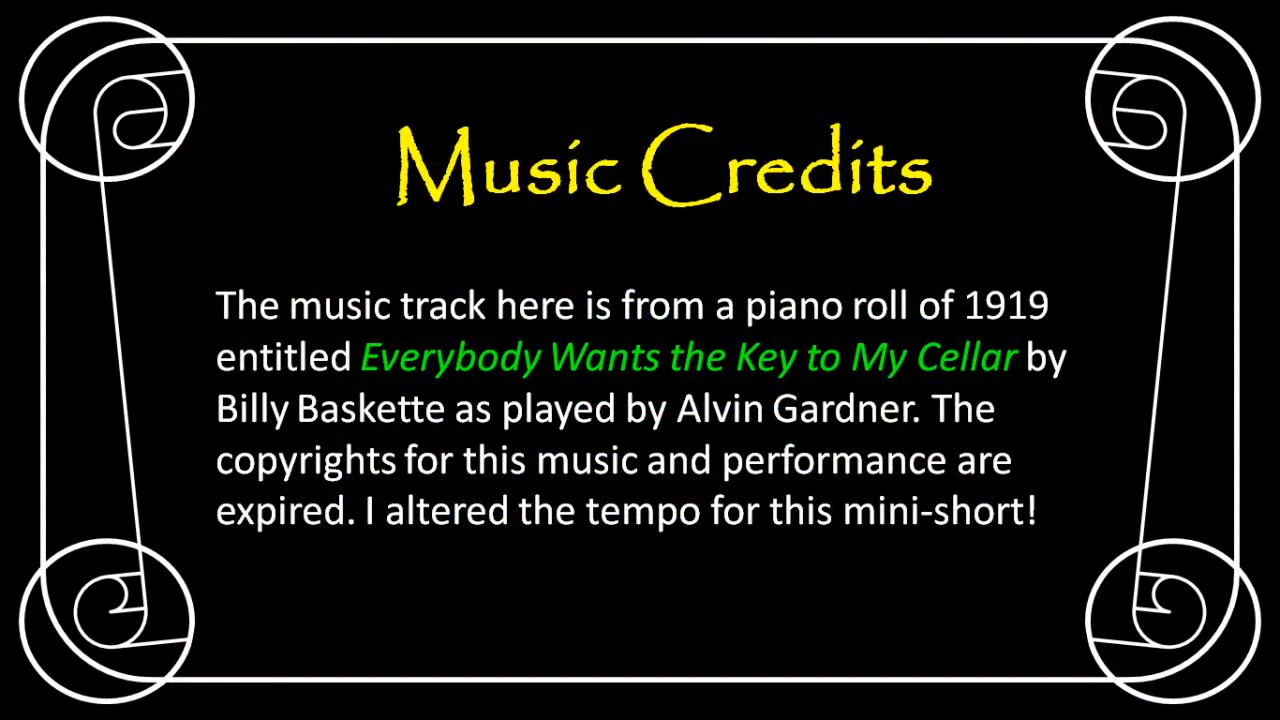 Music Credits
The music track here is from a piano roll of 1919
entitled Everybody Wants the Key to My Cellar by
Billy Baskette as played by Alvin Gardner. The
copyrights for this music and performance are
expired. I altered the tempo for this mini-short!